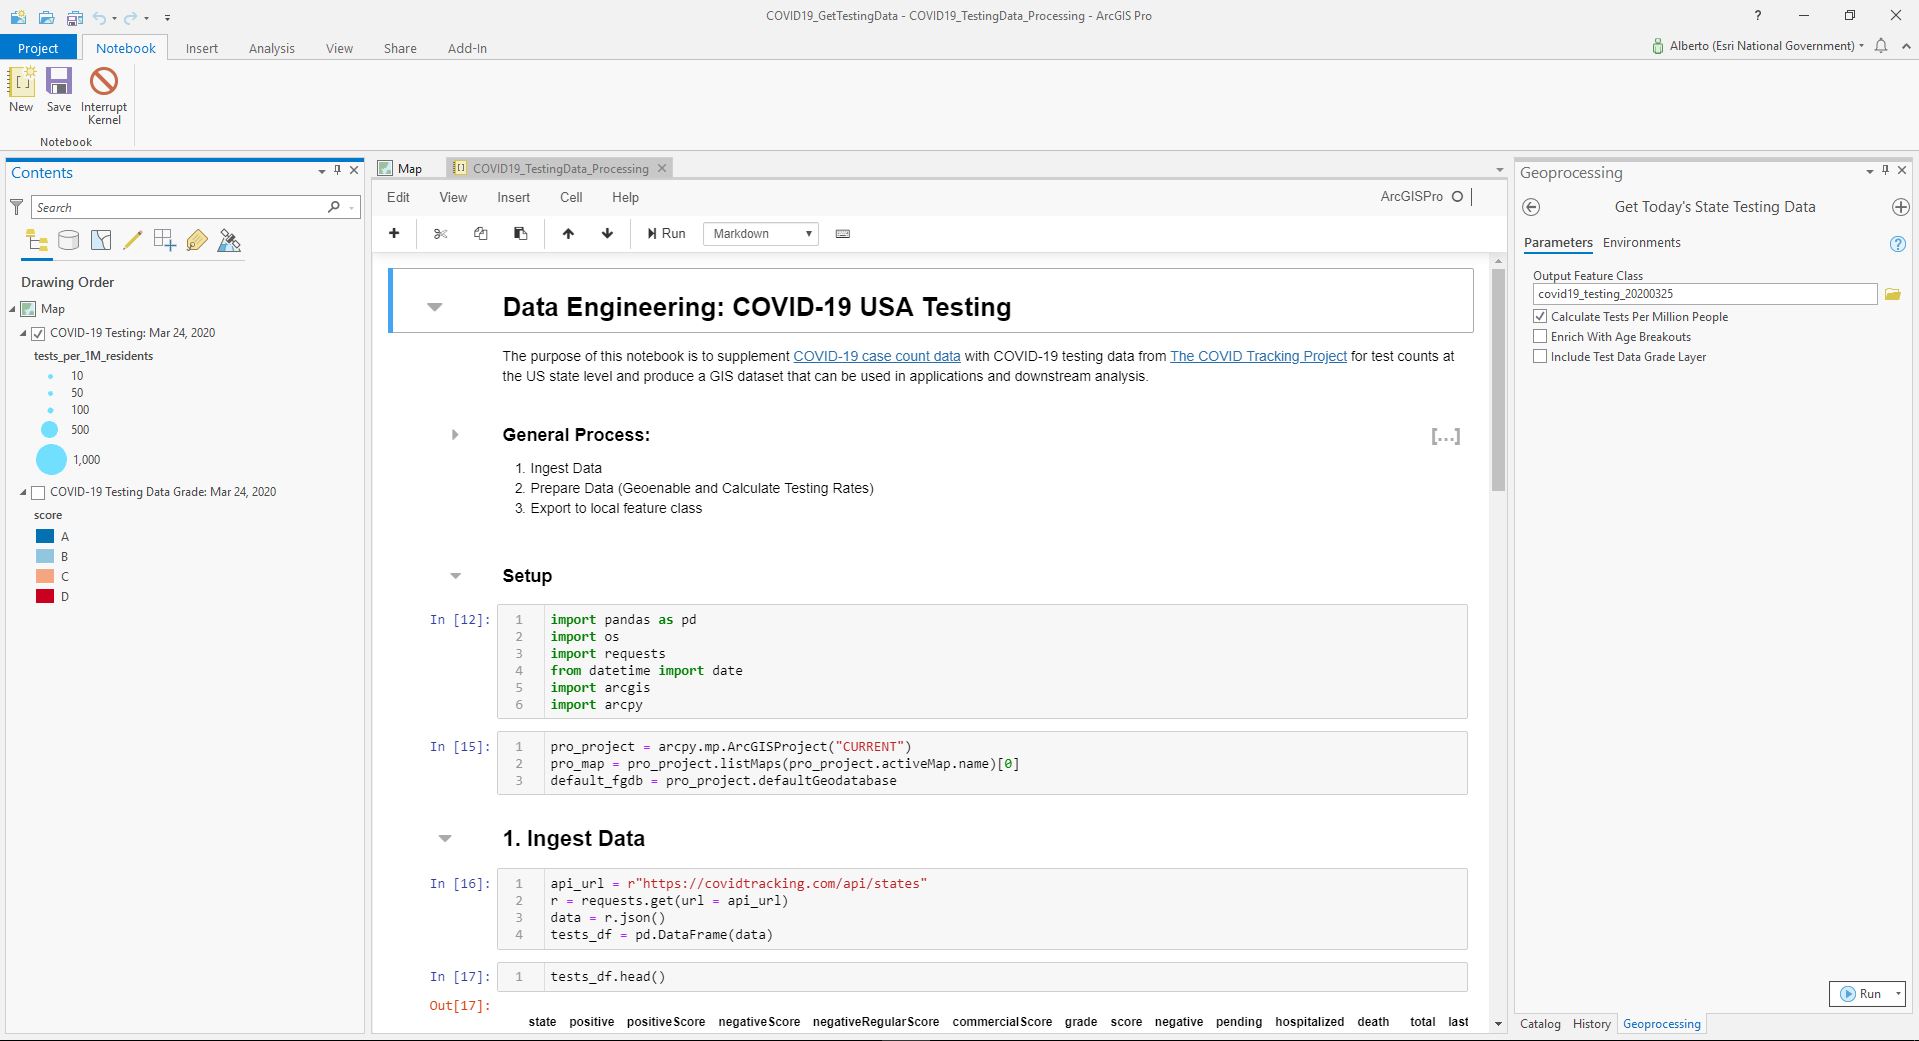 COVID19_GetTestingData - COVID19_TestingData_Processing - ArcGIS Pro
?
Project Notebook Insert Analysis View Share Add-In
Alberto (Esri National Government)
New Save Interrupt Kernel
Notebook
Contents
Search
Drawing Order
Map
COVID-19 Testing: Mar 24, 2020
tests_per_1M_residents
10
50
100
500
1,000
COVID-19 Testing Data Grade: Mar 24, 2020
score
A
B
C
D
Map COVID19_TestingData_Processing
Edit View Insert Cell Help
ArcGISPro
Run Markdown
Data Engineering: COVID-19 USA Testing
The purpose of this notebook is to supplement COVID-19 case count data with COVID-19 testing data from The COVID Tracking Project for test counts at
the US state level and produce a GIS dataset that can be used in applications and downstream analysis.
General Process:
[...]
1. Ingest Data
2. Prepare Data (Geoenable and Calculate Testing Rates)
3. Export to local feature class
Setup
In [12]:
1 import pandas as pd
2 import os
3 import requests
4 from datetime import date
5 import arcgis
6 import arcpy
In [15]:
1 pro_project = arcpy.mp.ArcGISProject("CURRENT")
2 pro_map = pro_project.listMaps(pro_project.activeMap.name)[0]
3 default_fgdb = pro_project.defaultGeodatabase
1. Ingest Data
In [16]:
1 api_url = r"https://covidtracking.com/api/states"
2 r = requests.get(url = api_url)
3 data = r.json()
4 tests_df = pd.DataFrame(data)
In [17]:
1 tests_df.head()
Out[17]:
state positive positiveScore negativeScore negativeRegularScore commercialScore grade score negative pending hospitalized death total last
Geoprocessing
Get Today's State Testing Data
Parameters Environments
?
Output Feature Class
covid19_testing_20200325
Calculate Tests Per Million People
Enrich With Age Breakouts
Include Test Data Grade Layer
Run
Catalog History Geoprocessing